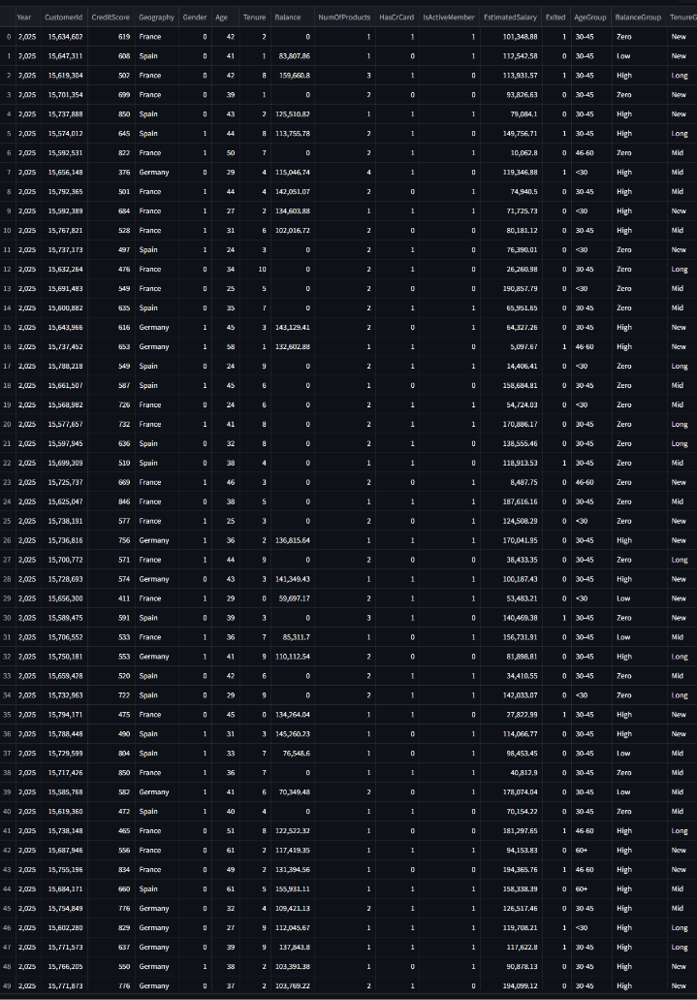 Year CustomerId CreditScore Geography Gender Age Tenure Balance NumOfProducts HasCrCard IsActiveMember EstimatedSalary Exited AgeGroup BalanceGroup TenureG
0 2,025 15,634,602 619 France 0 42 2 0 1 1 1 101,348.88 1 30-45 Zero New
1 2,025 15,647,311 608 Spain 0 41 1 83,807.86 1 0 1 112,542.58 0 30-45 Low New
2 2,025 15,619,304 502 France 0 42 8 159,660.8 3 1 0 113,931.57 1 30-45 High Long
3 2,025 15,701,354 699 France 0 39 1 0 2 0 0 93,826.63 0 30-45 Zero New
4 2,025 15,737,888 850 Spain 0 43 2 125,510.82 1 1 1 79,084.1 0 30-45 High New
5 2,025 15,574,012 645 Spain 1 44 8 113,755.78 2 1 0 149,756.71 1 30-45 High Long
6 2,025 15,592,531 822 France 1 50 7 0 2 1 1 10,062.8 0 46-60 Zero Mid
7 2,025 15,656,148 376 Germany 0 29 4 115,046.74 4 1 0 119,346.88 1 <30 High Mid
8 2,025 15,792,365 501 France 1 44 4 142,051.07 2 0 1 74,940.5 0 30-45 High Mid
9 2,025 15,592,389 684 France 1 27 2 134,603.88 1 1 1 71,725.73 0 <30 High New
10 2,025 15,767,821 528 France 1 31 6 102,016.72 2 0 0 80,181.12 0 30-45 High Mid
11 2,025 15,737,173 497 Spain 1 24 3 0 2 1 0 76,390.01 0 <30 Zero New
12 2,025 15,632,264 476 France 0 34 10 0 2 1 0 26,260.98 0 30-45 Zero Long
13 2,025 15,691,483 549 France 0 25 5 0 2 0 0 190,857.79 0 <30 Zero Mid
14 2,025 15,600,882 635 Spain 0 35 7 0 2 1 1 65,951.65 0 30-45 Zero Mid
15 2,025 15,643,966 616 Germany 1 45 3 143,129.41 2 0 1 64,327.26 0 30-45 High New
16 2,025 15,737,452 653 Germany 1 58 1 132,602.88 1 1 0 5,097.67 1 46-60 High New
17 2,025 15,788,218 549 Spain 0 24 9 0 2 1 1 14,406.41 0 <30 Zero Long
18 2,025 15,661,507 587 Spain 1 45 6 0 1 0 0 158,684.81 0 30-45 Zero Mid
19 2,025 15,568,982 726 France 0 24 6 0 2 1 1 54,724.03 0 <30 Zero Mid
20 2,025 15,577,657 732 France 1 41 8 0 2 1 1 170,886.17 0 30-45 Zero Long
21 2,025 15,597,945 636 Spain 0 32 8 0 2 1 0 138,555.46 0 30-45 Zero Long
22 2,025 15,699,309 510 Spain 0 38 4 0 1 1 0 118,913.53 1 30-45 Zero Mid
23 2,025 15,725,737 669 France 1 46 3 0 2 0 1 8,487.75 0 46-60 Zero New
24 2,025 15,625,047 846 France 0 38 5 0 1 1 1 187,616.16 0 30-45 Zero Mid
25 2,025 15,738,191 577 France 1 25 3 0 2 0 1 124,508.29 0 <30 Zero New
26 2,025 15,736,816 756 Germany 1 36 2 136,815.64 1 1 1 170,041.95 0 30-45 High New
27 2,025 15,700,772 571 France 1 44 9 0 2 0 0 38,433.35 0 30-45 Zero Long
28 2,025 15,728,693 574 Germany 0 43 3 141,349.43 1 1 1 100,187.43 0 30-45 High New
29 2,025 15,656,300 411 France 1 29 0 59,697.17 2 1 1 53,483.21 0 <30 Low New
30 2,025 15,589,475 591 Spain 0 39 3 0 3 1 0 140,469.38 1 30-45 Zero New
31 2,025 15,706,552 533 France 1 36 7 85,311.7 1 0 1 156,731.91 0 30-45 Low Mid
32 2,025 15,750,181 553 Germany 1 41 9 110,112.54 2 0 0 81,898.81 0 30-45 High Long
33 2,025 15,659,428 520 Spain 0 42 6 0 2 1 1 34,410.55 0 30-45 Zero Mid
34 2,025 15,732,963 722 Spain 0 29 9 0 2 1 1 142,033.07 0 <30 Zero Long
35 2,025 15,794,171 475 France 0 45 0 134,264.04 1 1 0 27,822.99 1 30-45 High New
36 2,025 15,788,448 490 Spain 1 31 3 145,260.23 1 0 1 114,066.77 0 30-45 High New
37 2,025 15,729,599 804 Spain 1 33 7 76,548.6 1 0 1 98,453.45 0 30-45 Low Mid
38 2,025 15,717,426 850 France 1 36 7 0 1 1 1 40,812.9 0 30-45 Zero Mid
39 2,025 15,585,768 582 Germany 1 41 6 70,349.48 2 0 1 178,074.04 0 30-45 Low Mid
40 2,025 15,619,360 472 Spain 1 40 4 0 1 1 0 70,154.22 0 30-45 Zero Mid
41 2,025 15,738,148 465 France 0 51 8 122,522.32 1 0 0 181,297.65 1 46-60 High Long
42 2,025 15,687,946 556 France 0 61 2 117,419.35 1 1 1 94,153.83 0 60+ High New
43 2,025 15,755,196 834 France 0 49 2 131,394.56 1 0 0 194,365.76 1 46-60 High New
44 2,025 15,684,171 660 Spain 0 61 5 155,931.11 1 1 1 158,338.39 0 60+ High Mid
45 2,025 15,754,849 776 Germany 0 32 4 109,421.13 2 1 1 126,517.46 0 30-45 High Mid
46 2,025 15,602,280 829 Germany 0 27 9 112,045.67 1 1 1 119,708.21 1 <30 High Long
47 2,025 15,771,573 637 Germany 0 39 9 137,843.8 1 1 1 117,622.8 1 30-45 High Long
48 2,025 15,766,205 550 Germany 1 38 2 103,391.38 1 0 1 90,878.13 0 30-45 High New
49 2,025 15,771,873 776 Germany 0 37 2 103,769.22 2 1 0 194,099.12 0 30-45 High New